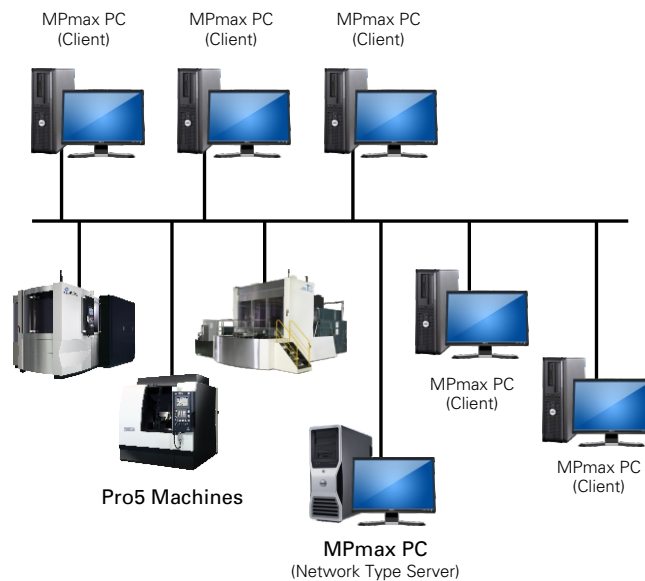 MPmax PC
(Client)
MPmax PC
(Client)
MPmax PC
(Client)
MPmax PC
(Client)
MPmax PC
(Client)
Pro5 Machines
MPmax PC
(Network Type Server)